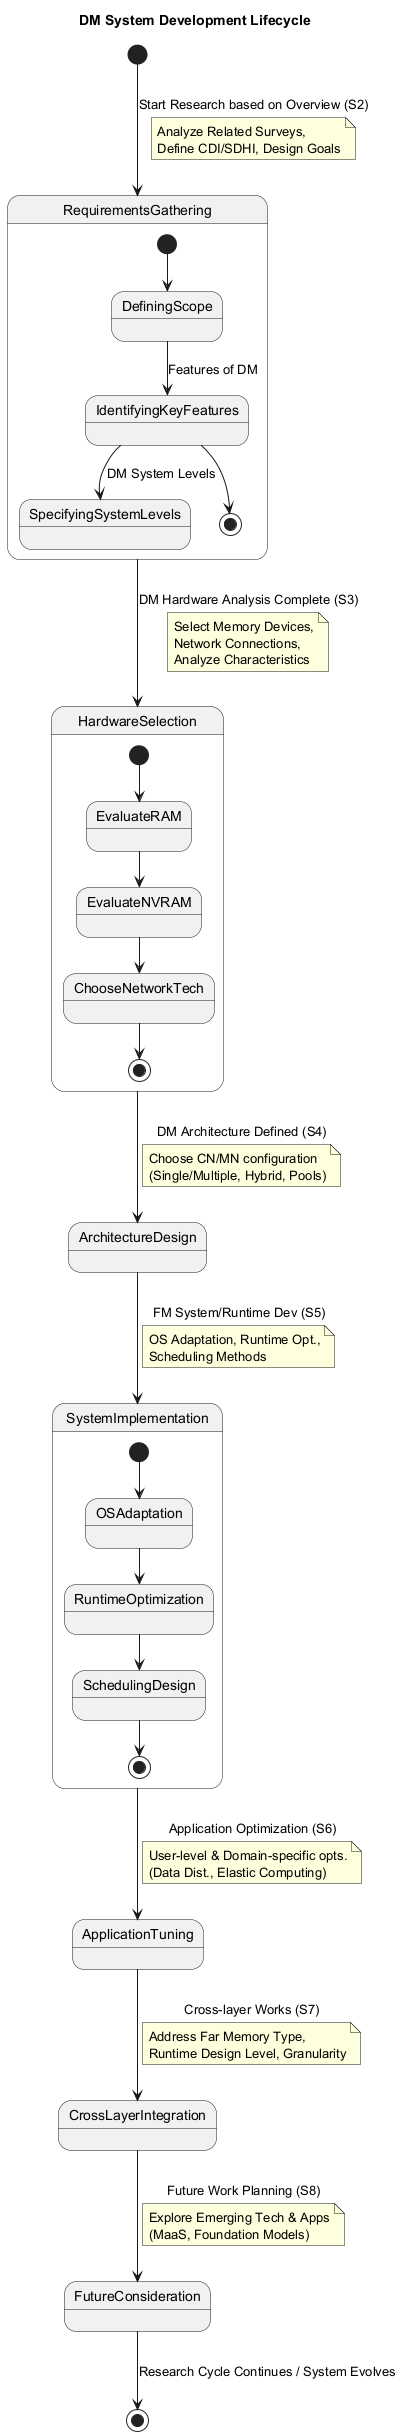 DM System Development Lifecycle
Start Research based on Overview (S2)
Analyze Related Surveys,
Define CDI/SDHI, Design Goals
RequirementsGathering
DefiningScope
Features of DM
IdentifyingKeyFeatures
DM System Levels
SpecifyingSystemLevels
DM Hardware Analysis Complete (S3)
Select Memory Devices,
Network Connections,
Analyze Characteristics
HardwareSelection
EvaluateRAM
EvaluateNVRAM
ChooseNetworkTech
DM Architecture Defined (S4)
Choose CN/MN configuration
(Single/Multiple, Hybrid, Pools)
ArchitectureDesign
FM System/Runtime Dev (S5)
OS Adaptation, Runtime Opt.,
Scheduling Methods
SystemImplementation
OSAdaptation
RuntimeOptimization
SchedulingDesign
Application Optimization (S6)
User-level & Domain-specific opts.
(Data Dist., Elastic Computing)
ApplicationTuning
Cross-layer Works (S7)
Address Far Memory Type,
Runtime Design Level, Granularity
CrossLayerIntegration
Future Work Planning (S8)
Explore Emerging Tech & Apps
(MaaS, Foundation Models)
FutureConsideration
Research Cycle Continues / System Evolves